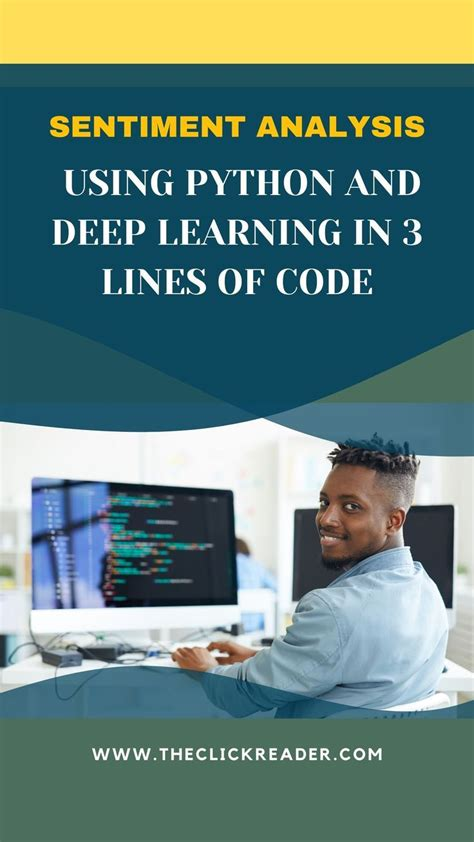 SENTIMENT ANALYSIS
USING PYTHON AND
DEEP LEARNING IN 3
LINES OF CODE
WWW.THECLICKREADER.COM